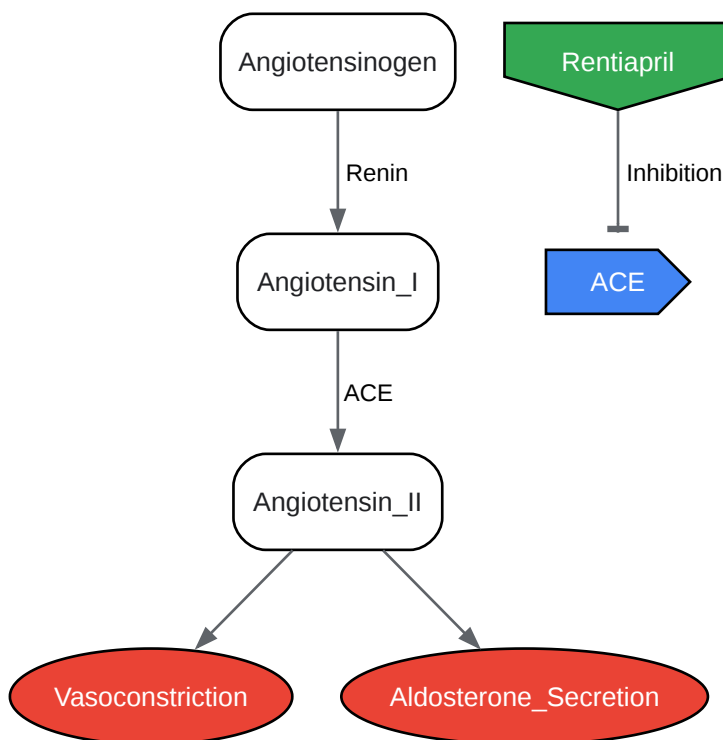 Angiotensinogen
Rentiapril
Renin
Inhibition
Angiotensin_I
ACE
ACE
Angiotensin_II
Vasoconstriction
Aldosterone_Secretion